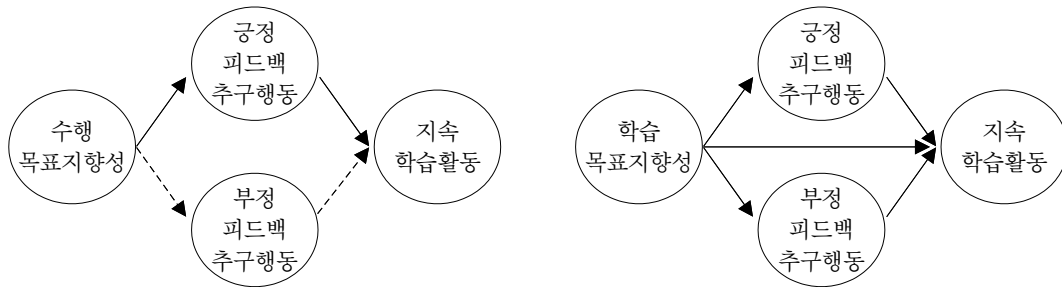 긍정
피드백
추구행동
수행
목표지향성
지속
학습활동
부정
피드백
추구행동
긍정
피드백
추구행동
학습
목표지향성
지속
학습활동
부정
피드백
추구행동